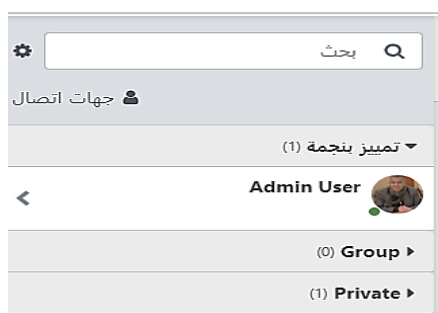 بحث
جهات اتصال
تمييز بنجمة (1)
Admin User
Group (0)
Private (1)